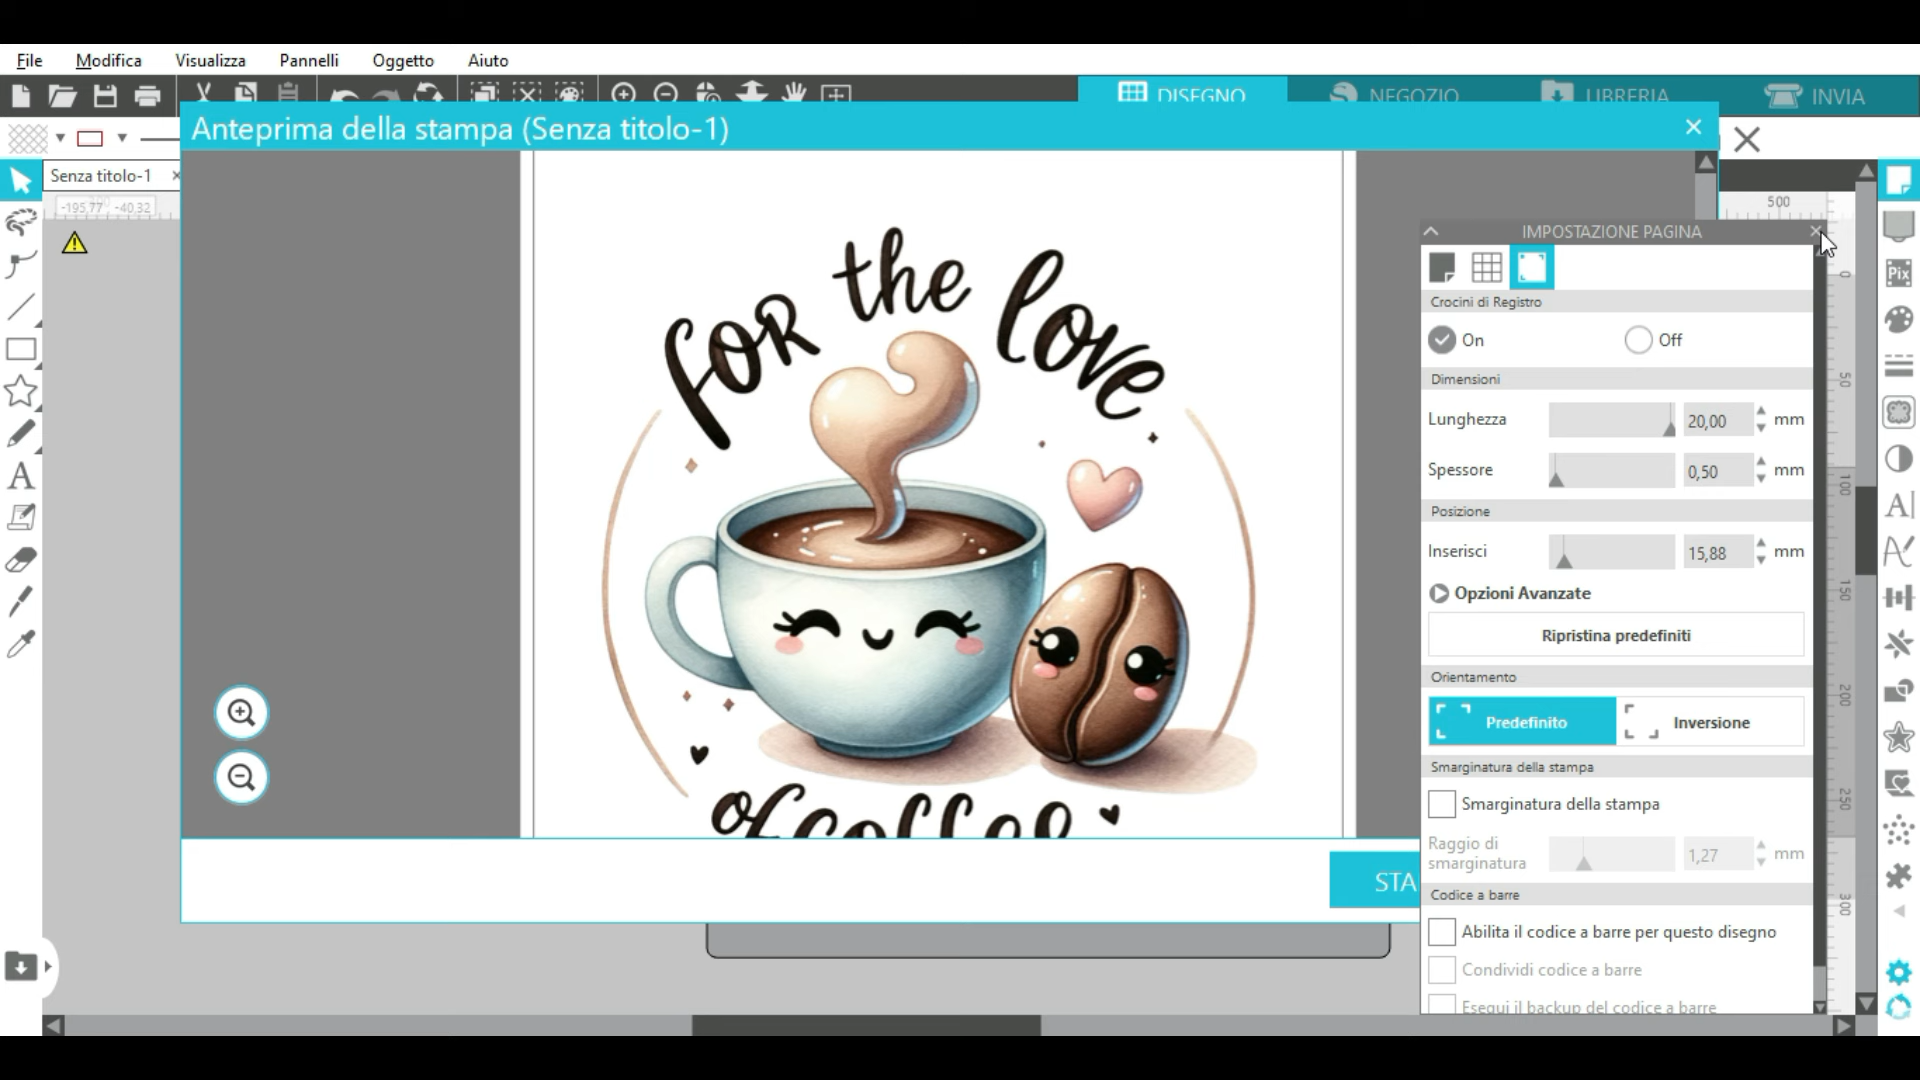 File Modifica Visualizza Pannelli Oggetto Aiuto
DISEGNO NEGOZIO LIBRERIA INVIA
Anteprima della stampa (Senza titolo-1)
Senza titolo-1
-195.77 -40.32
500
IMPOSTAZIONE PAGINA
Crocini di Registro
On Off
Dimensioni
Lunghezza 20,00 mm
Spessore 0,50 mm
Posizione
Inserisci 15,88 mm
Opzioni Avanzate
Ripristina predefiniti
Orientamento
Predefinito Inversione
Smarginatura della stampa
Smarginatura della stampa
Raggio di
smarginatura 1,27 mm
Codice a barre
Abilita il codice a barre per questo disegno
Condividi codice a barre
Esegui il backup del codice a barre
for the love
of coffee
STA
Pix
0
50
100
150
200
250
300